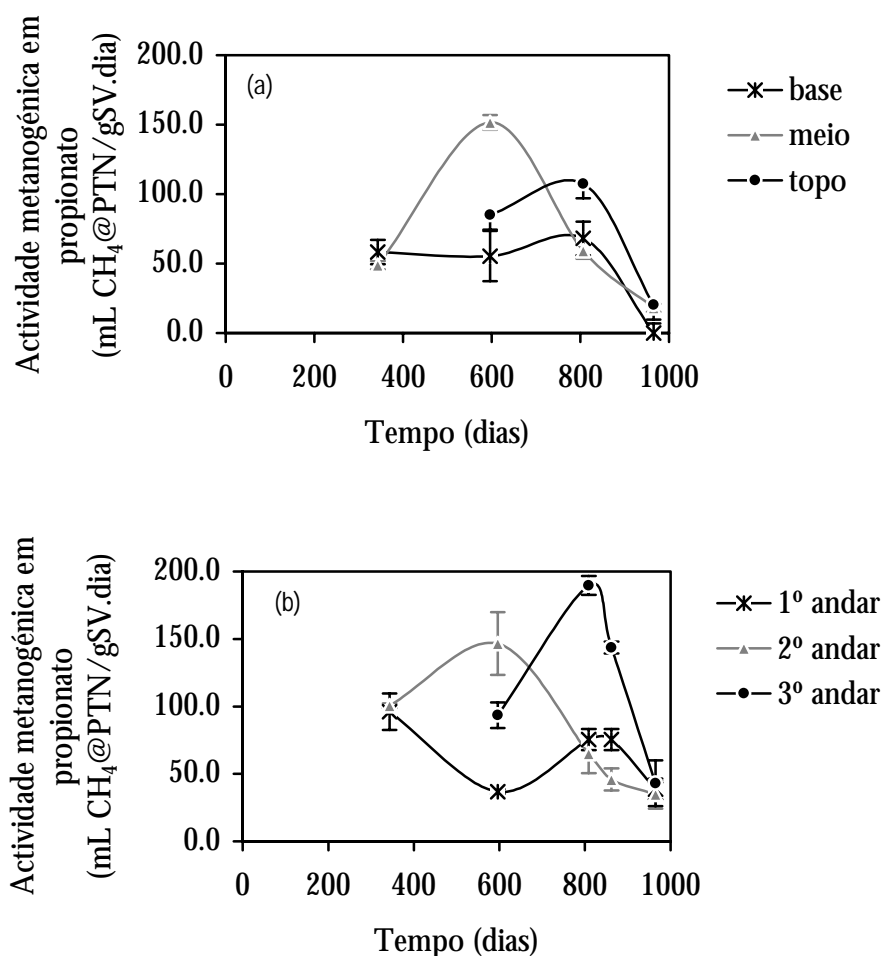 Actividade metanogénica em
propionato
(mL CH4@PTN/gSV.dia)
200.0
150.0
100.0
50.0
0.0
(a)
0
200
400
600
800
1000
Tempo (dias)
base
meio
topo
Actividade metanogénica em
propionato
(mL CH4@PTN/gSV.dia)
200.0
150.0
100.0
50.0
0.0
(b)
0
200
400
600
800
1000
Tempo (dias)
1º andar
2º andar
3º andar